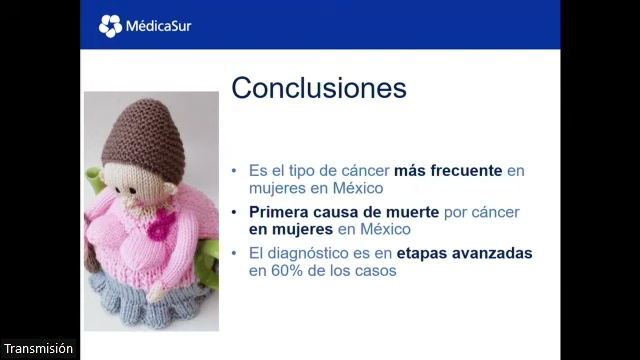 MédicaSur
Conclusiones
• Es el tipo de cáncer más frecuente en
mujeres en México
• Primera causa de muerte por cáncer
en mujeres en México
• El diagnóstico es en etapas avanzadas
en 60% de los casos
Transmisión